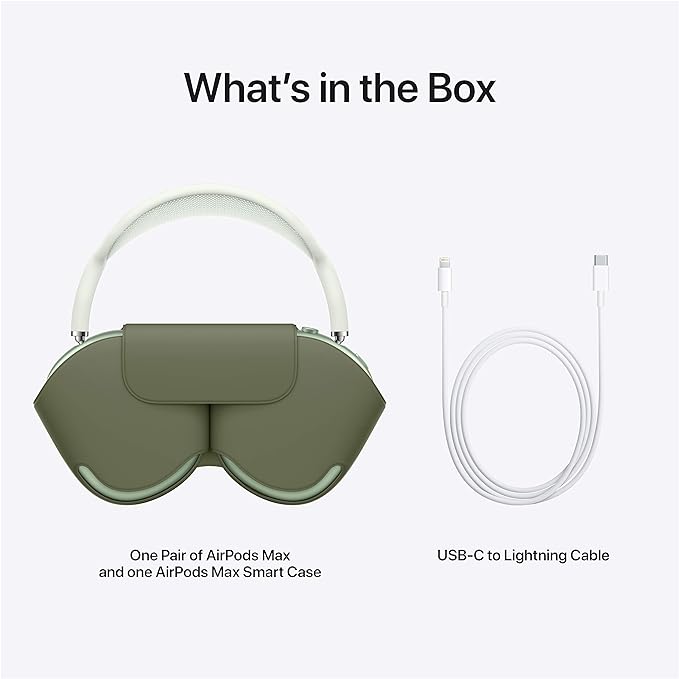 What’s in the Box
One Pair of AirPods Max
and one AirPods Max Smart Case
USB-C to Lightning Cable